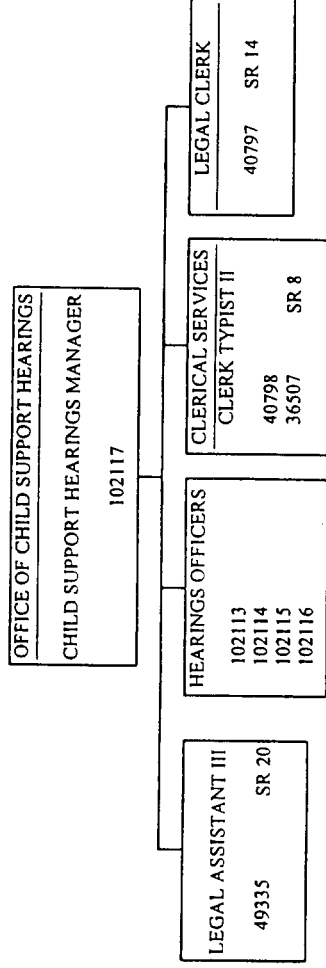 OFFICE OF CHILD SUPPORT HEARINGS
CHILD SUPPORT HEARINGS MANAGER
102117
LEGAL ASSISTANT III
49335 SR 20
HEARINGS OFFICERS
102113
102114
102115
102116
CLERICAL SERVICES
CLERK TYPIST II
40798
36507 SR 8
LEGAL CLERK
40797 SR 14